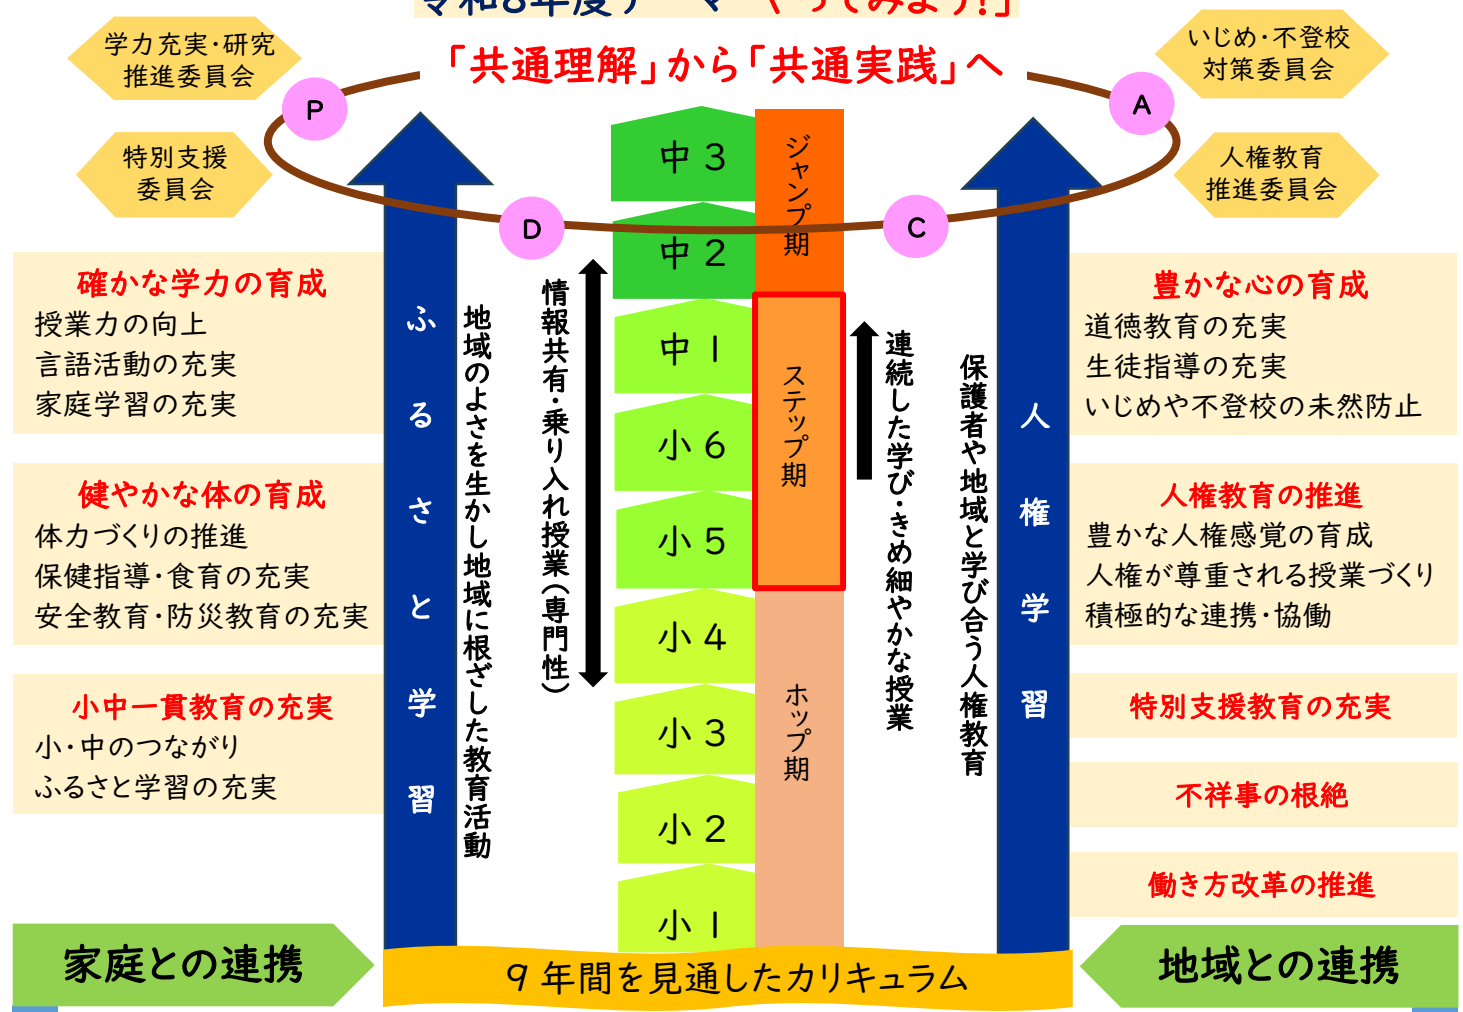 令和8年度テーマ「やってみよう!」
「共通理解」から「共通実践」へ
学力充実・研究
推進委員会
特別支援
委員会
いじめ・不登校
対策委員会
人権教育
推進委員会
P
D
C
A
確かな学力の育成
授業力の向上
言語活動の充実
家庭学習の充実
健やかな体の育成
体力づくりの推進
保健指導・食育の充実
安全教育・防災教育の充実
小中一貫教育の充実
小・中のつながり
ふるさと学習の充実
家庭との連携
ふるさと学習
地域のよさを生かし地域に根ざした教育活動
情報共有・乗り入れ授業(専門性)
中3
中2
中1
小6
小5
小4
小3
小2
小1
ジャンプ期
ステップ期
ホップ期
連続した学び・きめ細やかな授業
保護者や地域と学び合う人権教育
人権学習
豊かな心の育成
道徳教育の充実
生徒指導の充実
いじめや不登校の未然防止
人権教育の推進
豊かな人権感覚の育成
人権が尊重される授業づくり
積極的な連携・協働
特別支援教育の充実
不祥事の根絶
働き方改革の推進
地域との連携
9年間を見通したカリキュラム